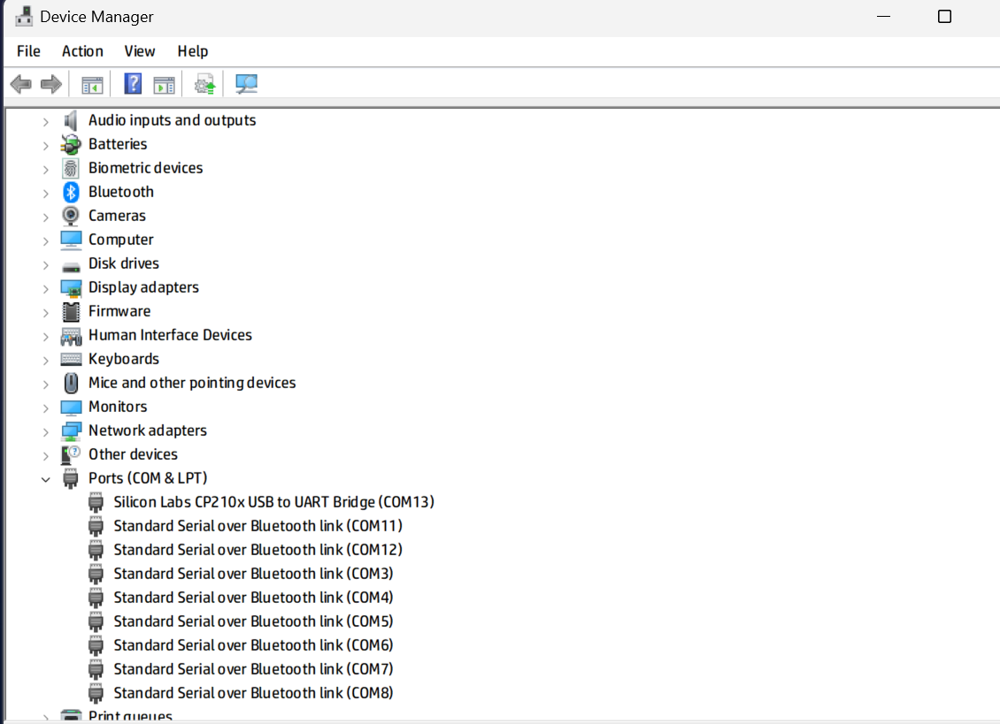 Device Manager
File Action View Help
Audio inputs and outputs
Batteries
Biometric devices
Bluetooth
Cameras
Computer
Disk drives
Display adapters
Firmware
Human Interface Devices
Keyboards
Mice and other pointing devices
Monitors
Network adapters
Other devices
Ports (COM & LPT)
Silicon Labs CP210x USB to UART Bridge (COM13)
Standard Serial over Bluetooth link (COM11)
Standard Serial over Bluetooth link (COM12)
Standard Serial over Bluetooth link (COM3)
Standard Serial over Bluetooth link (COM4)
Standard Serial over Bluetooth link (COM5)
Standard Serial over Bluetooth link (COM6)
Standard Serial over Bluetooth link (COM7)
Standard Serial over Bluetooth link (COM8)
Print queues